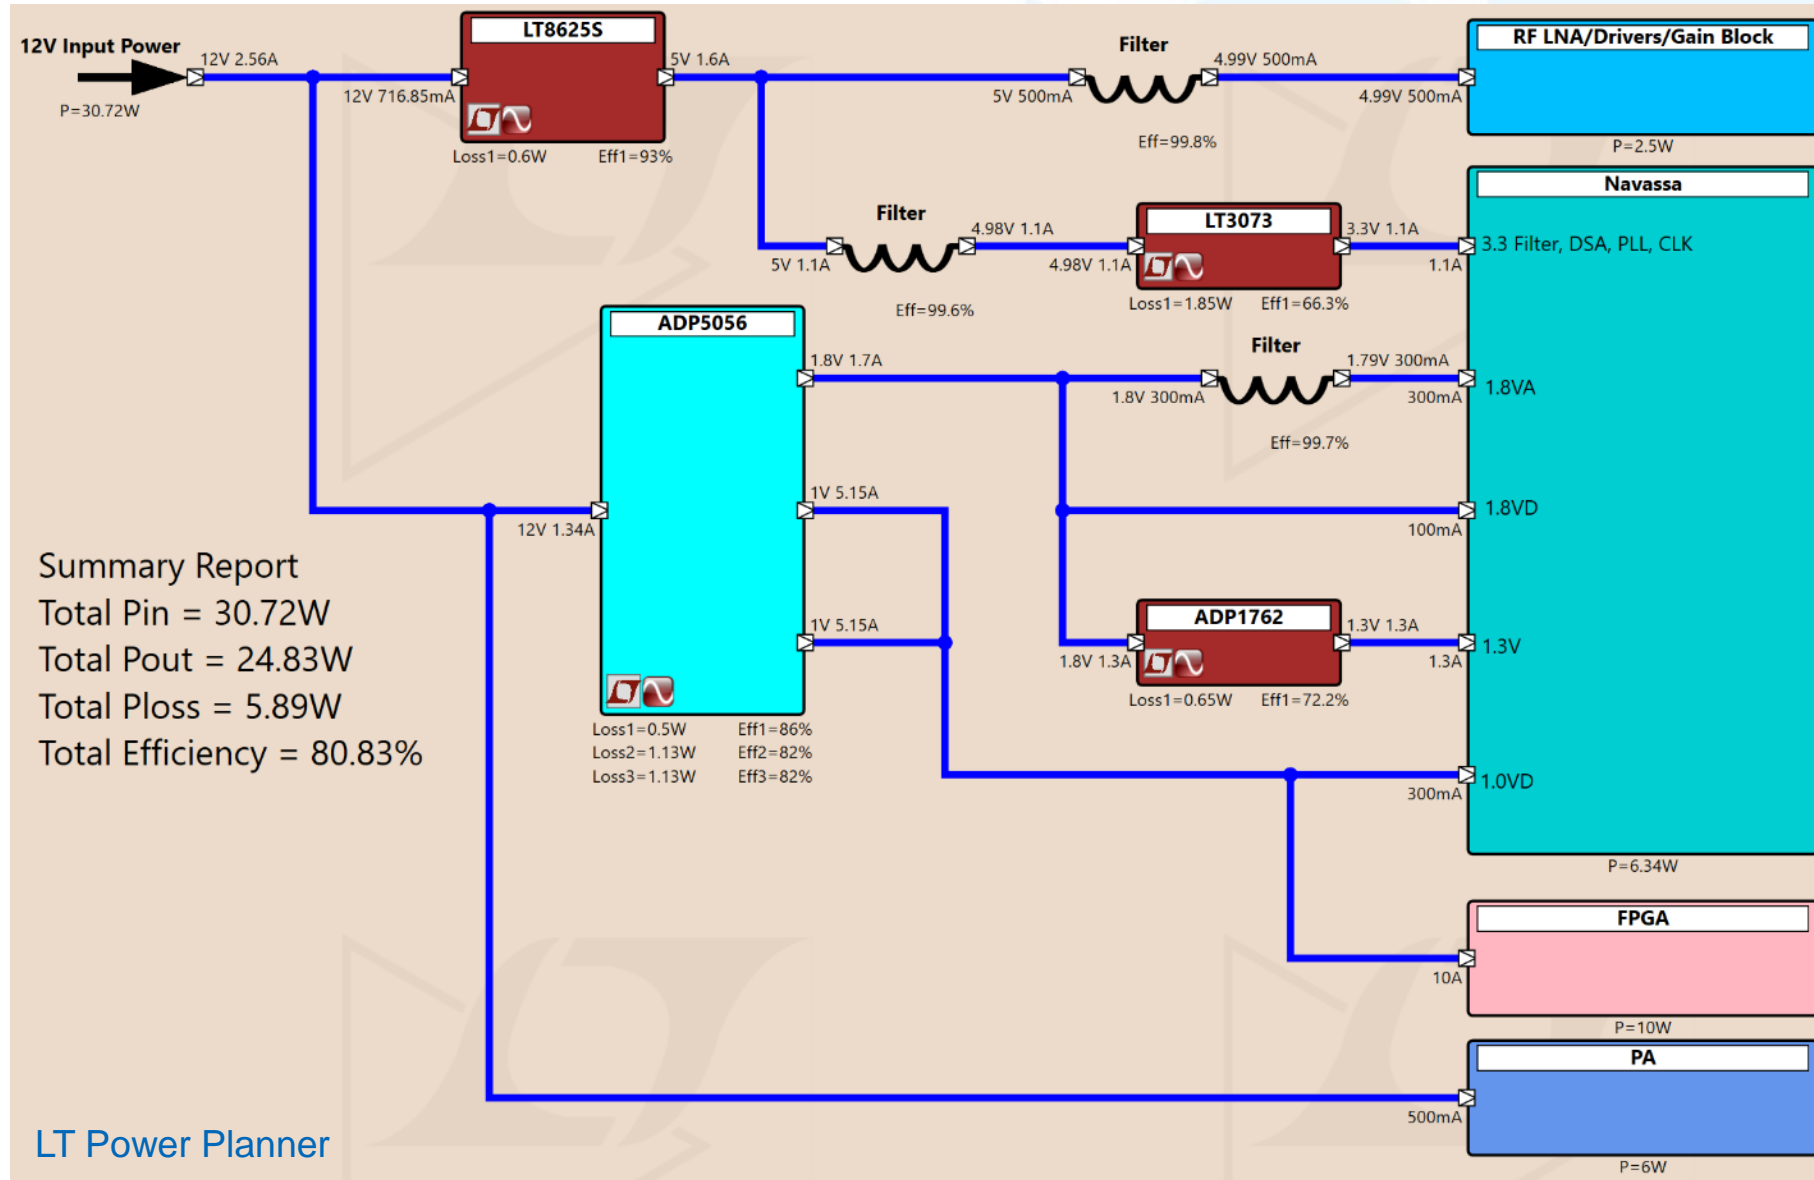 12V Input Power
12V 2.56A
P=30.72W
12V 716.85mA
LT8625S
Loss1=0.6W
Eff1=93%
5V 1.6A
Filter
5V 500mA
4.99V 500mA
4.99V 500mA
Eff=99.8%
RF LNA/Drivers/Gain Block
P=2.5W
Filter
5V 1.1A
4.98V 1.1A
Eff=99.6%
4.98V 1.1A
LT3073
Loss1=1.85W
Eff1=66.3%
3.3V 1.1A
1.1A
Navassa
3.3 Filter, DSA, PLL, CLK
ADP5056
12V 1.34A
1.8V 1.7A
1V 5.15A
1V 5.15A
Loss1=0.5W
Eff1=86%
Loss2=1.13W
Eff2=82%
Loss3=1.13W
Eff3=82%
Filter
1.8V 300mA
1.79V 300mA
300mA
Eff=99.7%
1.8VA
100mA
1.8VD
ADP1762
1.8V 1.3A
1.3V 1.3A
1.3A
Loss1=0.65W
Eff1=72.2%
1.3V
300mA
1.0VD
P=6.34W
FPGA
10A
P=10W
PA
500mA
P=6W
Summary Report
Total Pin = 30.72W
Total Pout = 24.83W
Total Ploss = 5.89W
Total Efficiency = 80.83%
LT Power Planner